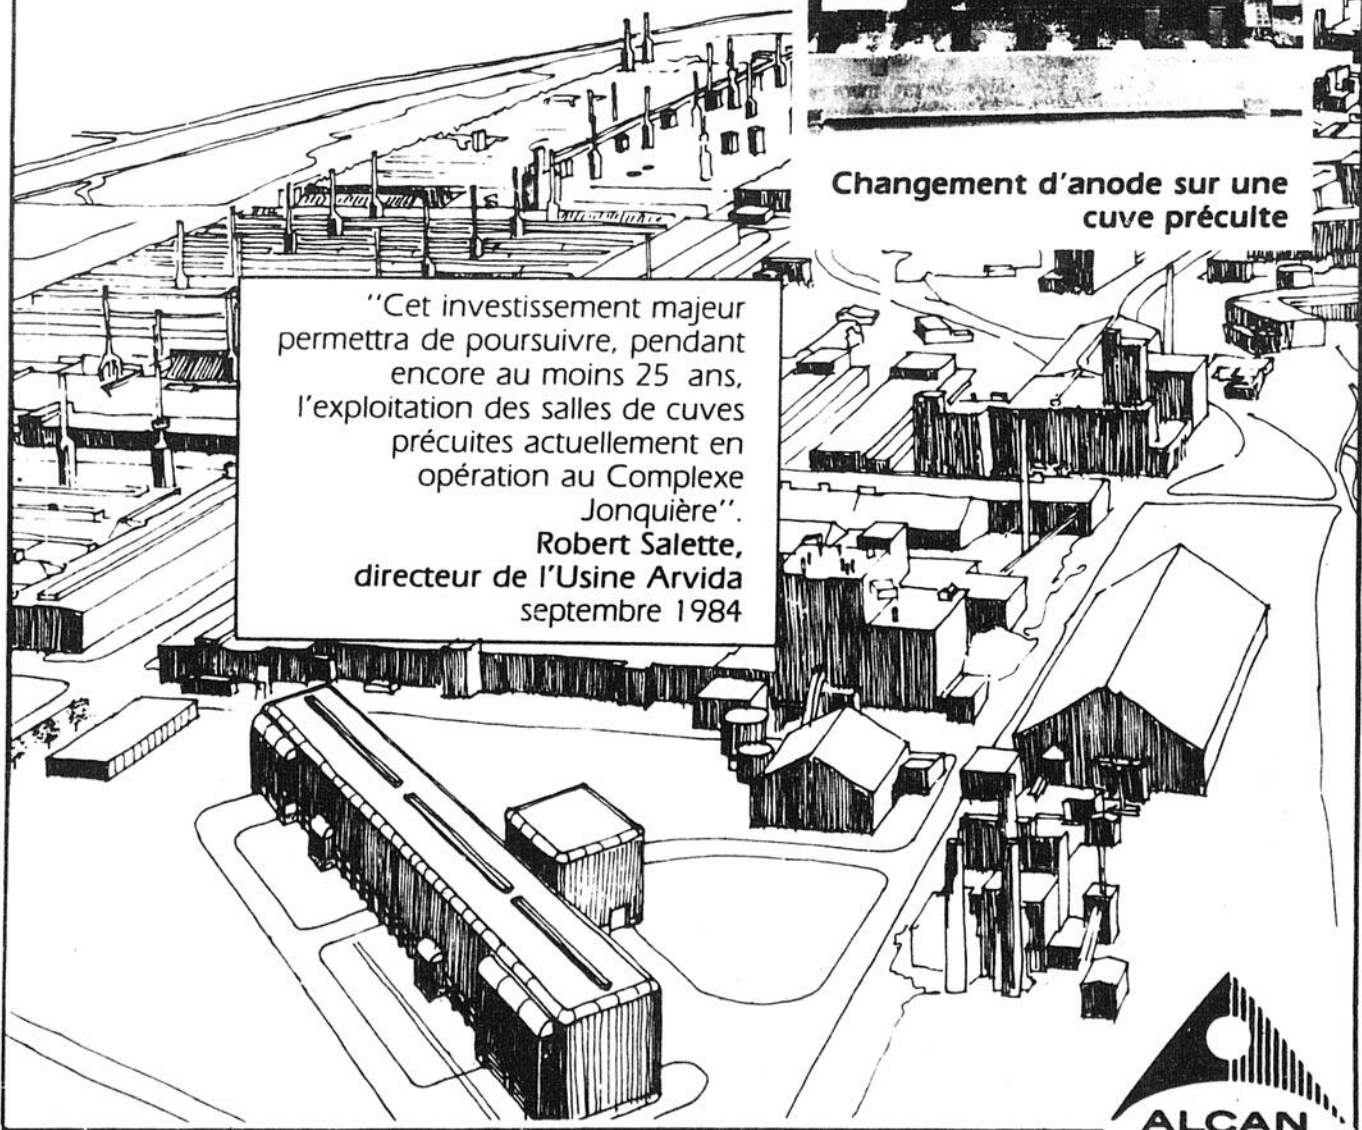 Changement d'anode sur une
cuve précuite
"Cet investissement majeur
permettra de poursuivre, pendant
encore au moins 25 ans,
l'exploitation des salles de cuves
précuites actuellement en
opération au Complexe
Jonquière".
Robert Salette,
directeur de l'Usine Arvida
septembre 1984
ALCAN